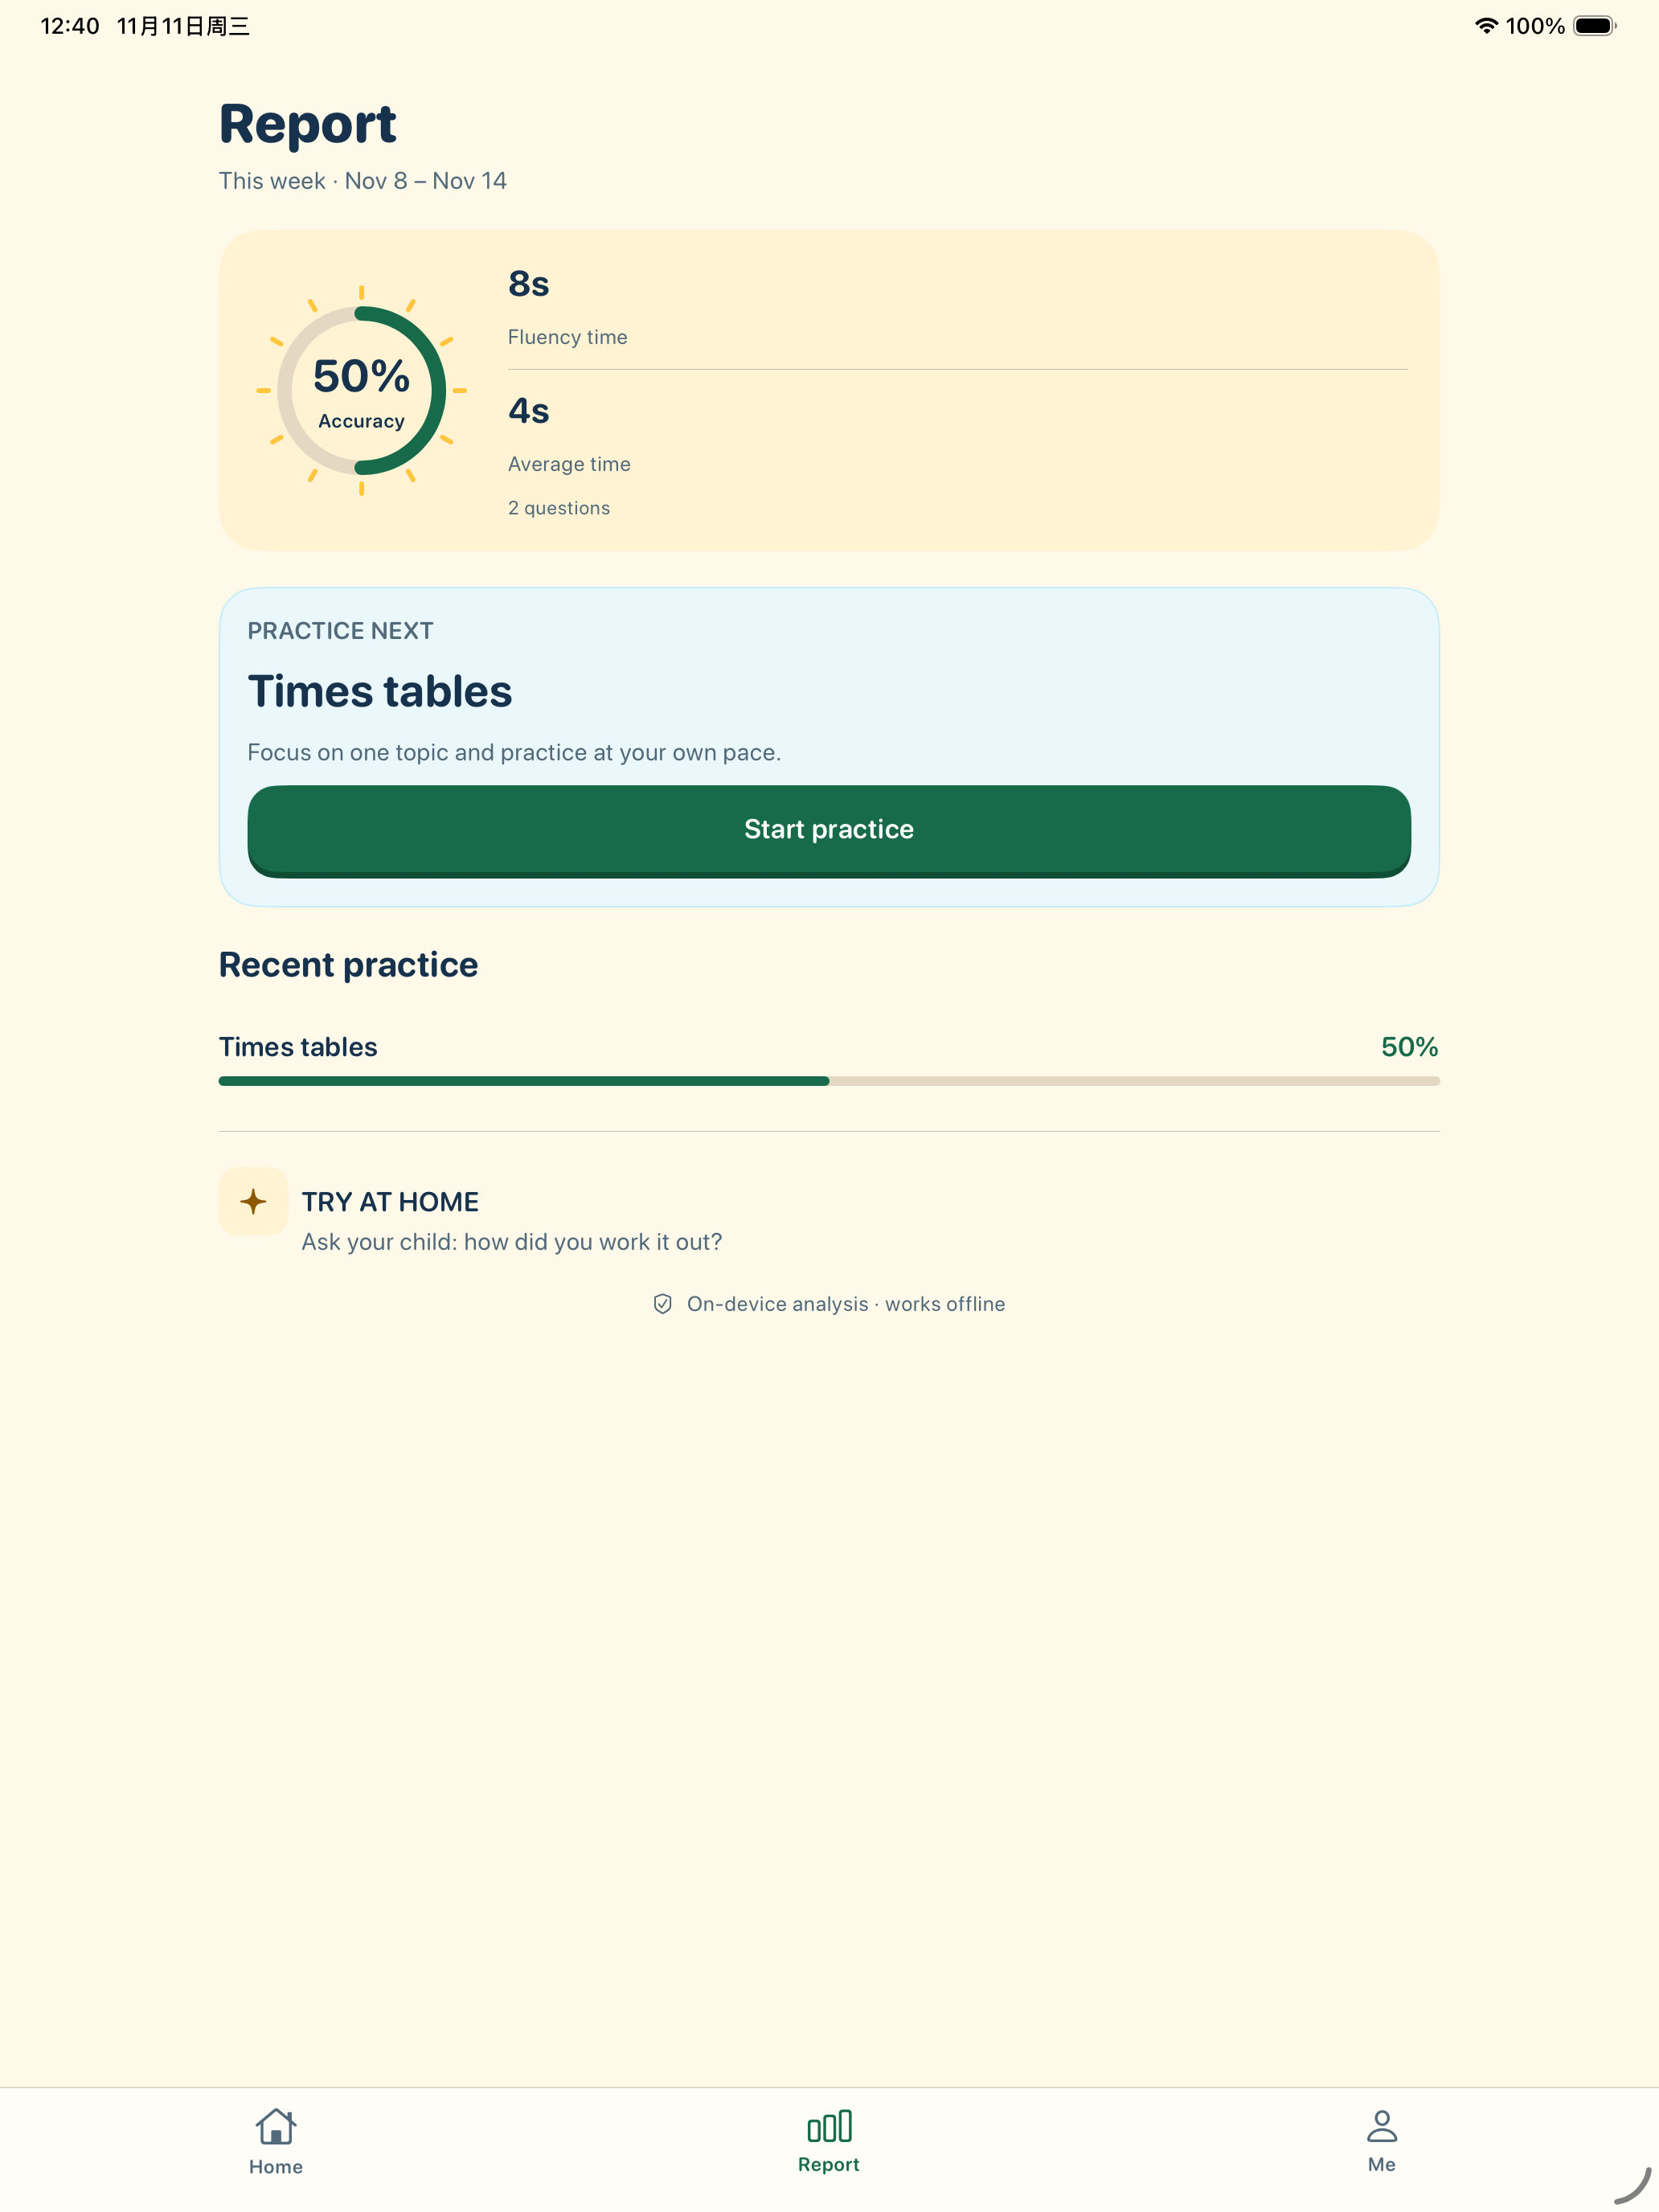 12:40 11月11日周三
100%
Report
This week · Nov 8 – Nov 14
50%
Accuracy
8s
Fluency time
4s
Average time
2 questions
PRACTICE NEXT
Times tables
Focus on one topic and practice at your own pace.
Start practice
Recent practice
Times tables
50%
TRY AT HOME
Ask your child: how did you work it out?
On-device analysis · works offline
Home
Report
Me